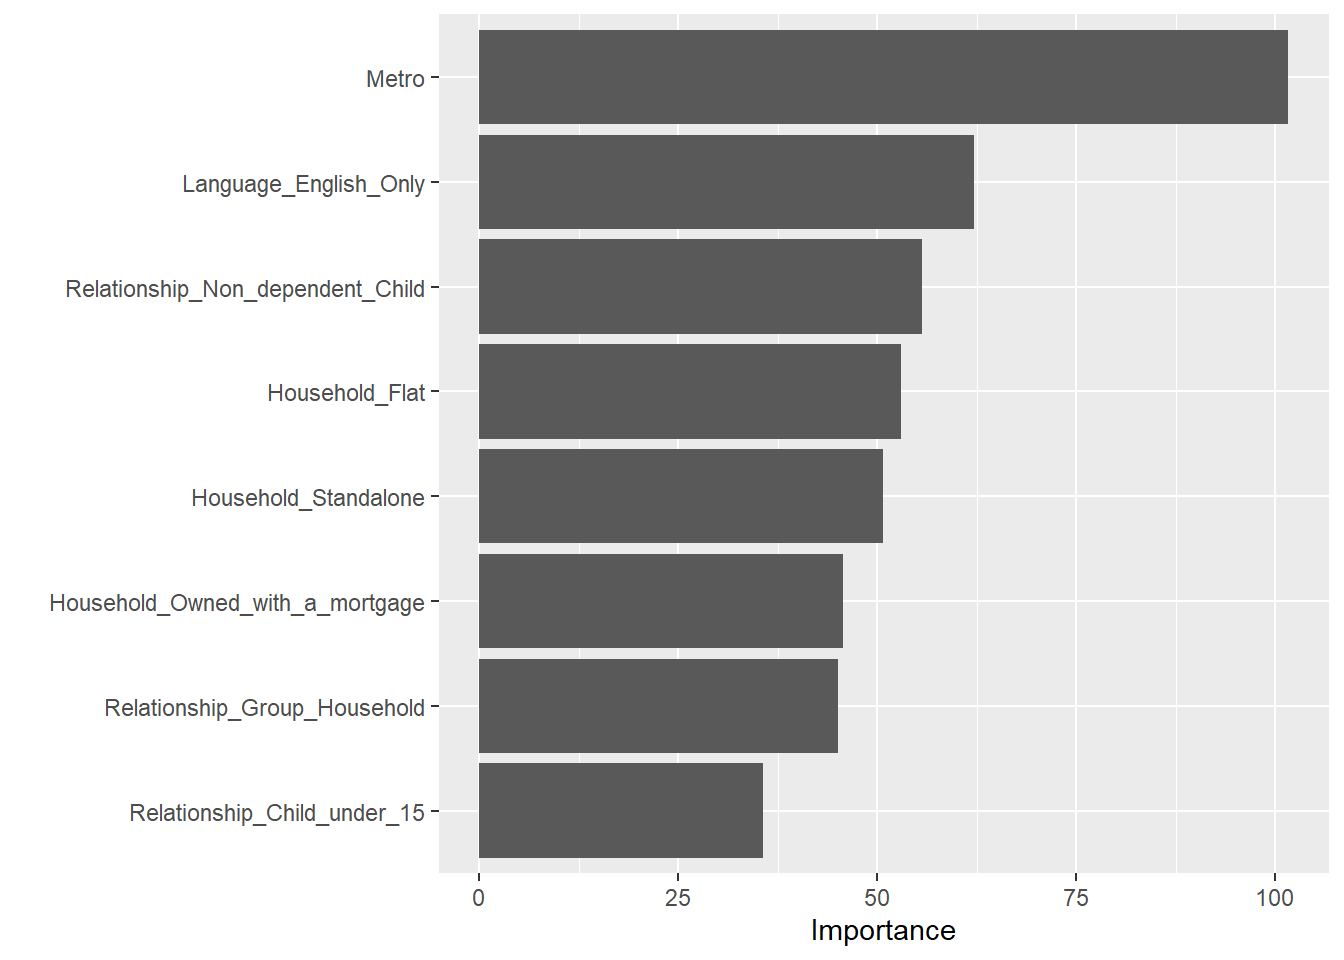 Metro
Language_English_Only
Relationship_Non_dependent_Child
Household_Flat
Household_Standalone
Household_Owned_with_a_mortgage
Relationship_Group_Household
Relationship_Child_under_15
0 25 50 75 100
Importance